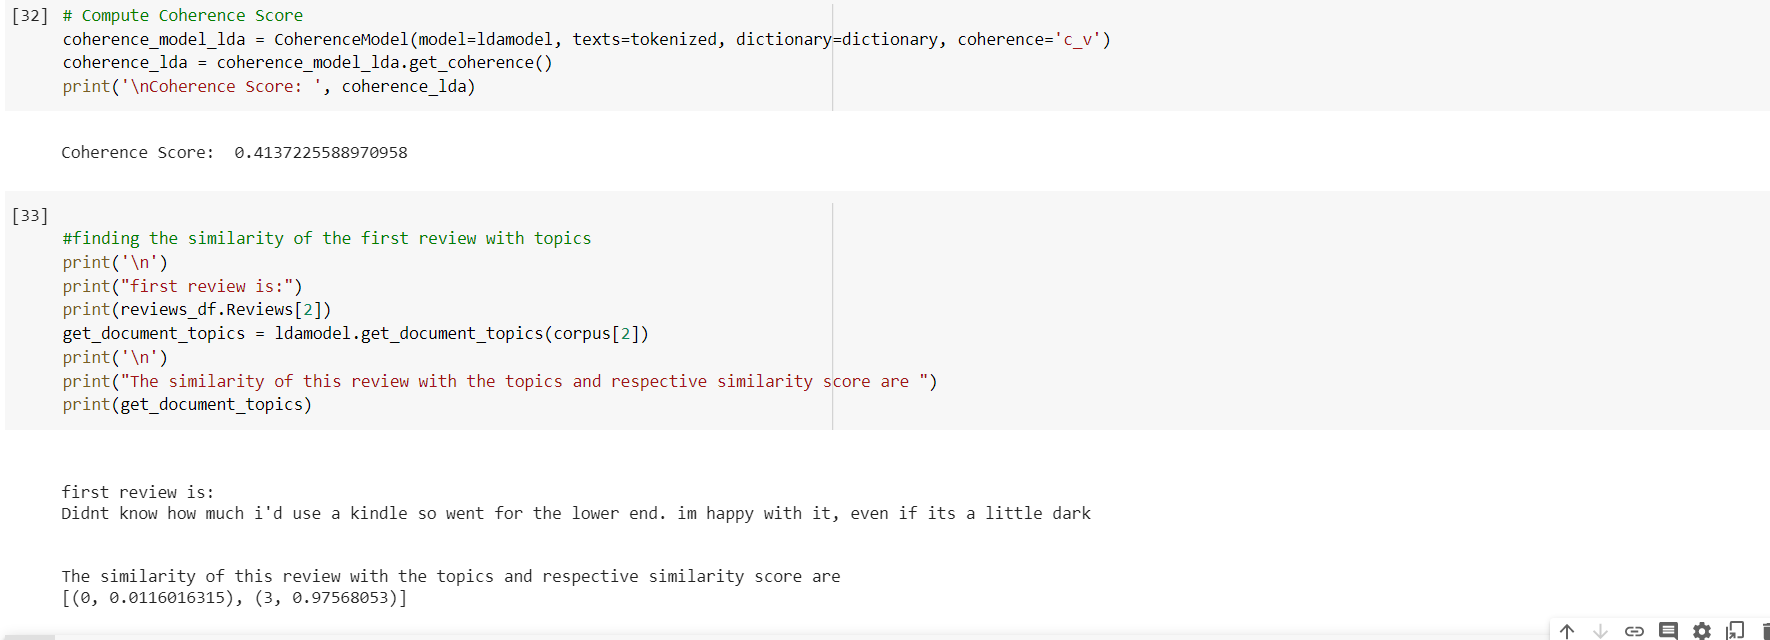 [32] # Compute Coherence Score
coherence_model_lda = CoherenceModel(model=ldamodel, texts=tokenized, dictionary=dictionary, coherence='c_v')
coherence_lda = coherence_model_lda.get_coherence()
print('\nCoherence Score: ', coherence_lda)
Coherence Score:  0.4137225588970958
[33]
#finding the similarity of the first review with topics
print('\n')
print("first review is:")
print(reviews_df.Reviews[2])
get_document_topics = ldamodel.get_document_topics(corpus[2])
print('\n')
print("The similarity of this review with the topics and respective similarity score are ")
print(get_document_topics)
first review is:
Didnt know how much i'd use a kindle so went for the lower end. im happy with it, even if its a little dark
The similarity of this review with the topics and respective similarity score are
[(0, 0.0116016315), (3, 0.97568053)]